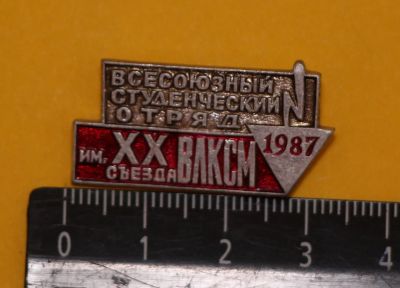 ВСЕСОЮЗНЫЙ
СТУДЕНЧЕСКИЙ
ОТРЯД
им. XX СЪЕЗДА ВЛКСМ 1987
0 1 2 3 4